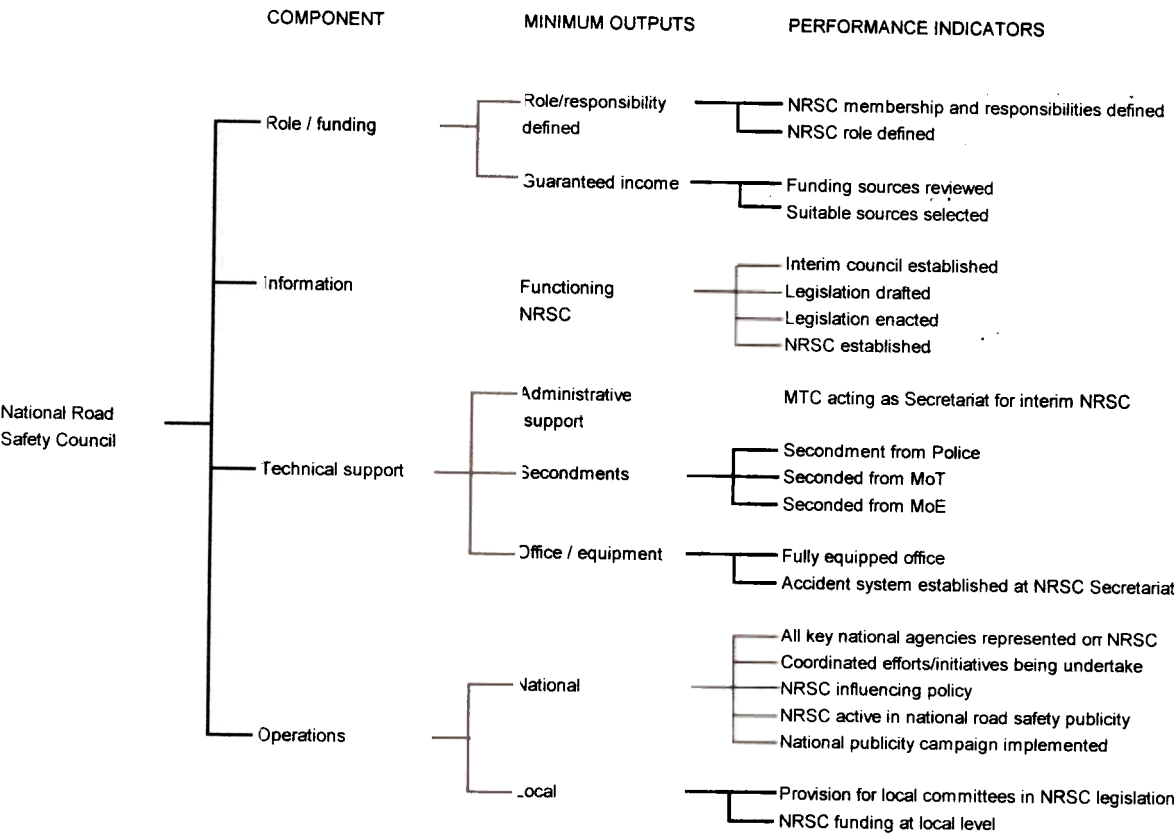 COMPONENT
MINIMUM OUTPUTS
PERFORMANCE INDICATORS
National Road
Safety Council
Role / funding
Role/responsibility
defined
NRSC membership and responsibilities defined
NRSC role defined
Guaranteed income
Funding sources reviewed
Suitable sources selected
Information
Functioning
NRSC
Interim council established
Legislation drafted
Legislation enacted
NRSC established
Technical support
Administrative
support
MTC acting as Secretariat for interim NRSC
Secondments
Secondment from Police
Seconded from MoT
Seconded from MoE
Office / equipment
Fully equipped office
Accident system established at NRSC Secretariat
Operations
National
All key national agencies represented on NRSC
Coordinated efforts/initiatives being undertake
NRSC influencing policy
NRSC active in national road safety publicity
National publicity campaign implemented
Local
Provision for local committees in NRSC legislation
NRSC funding at local level